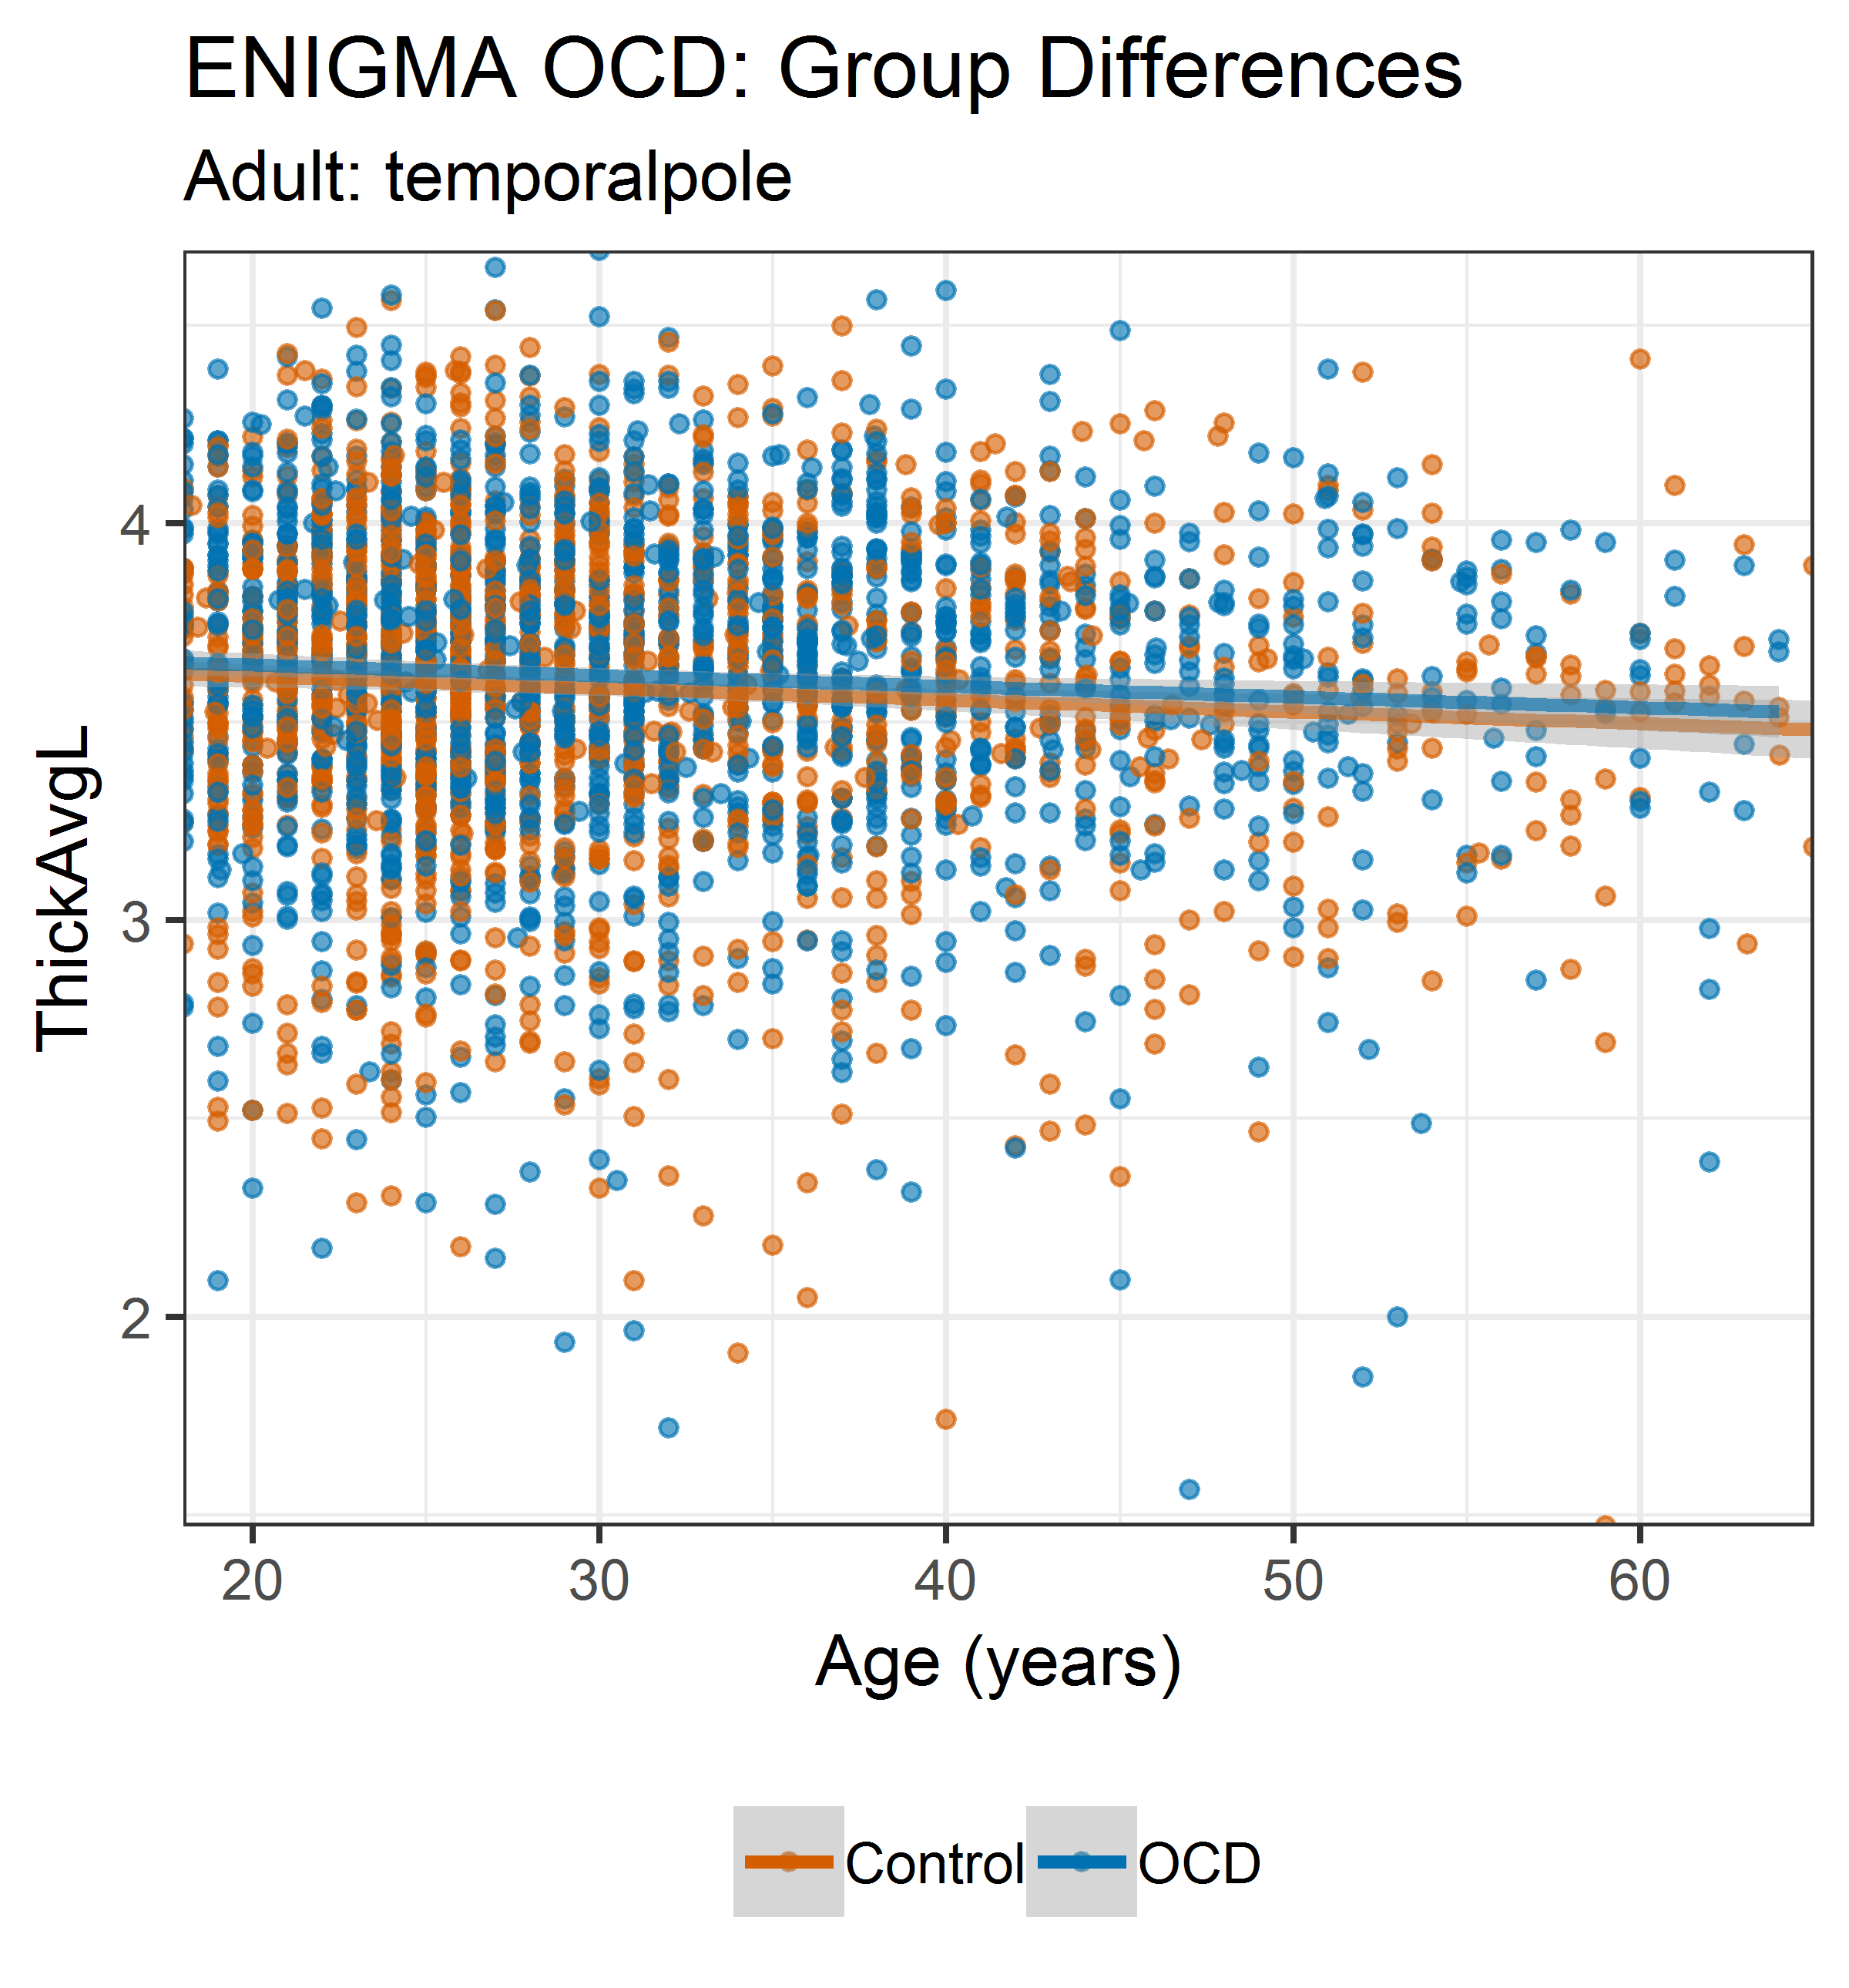 ENIGMA OCD: Group Differences
Adult: temporalpole
ThickAvgL
4
3
2
20 30 40 50 60
Age (years)
Control OCD